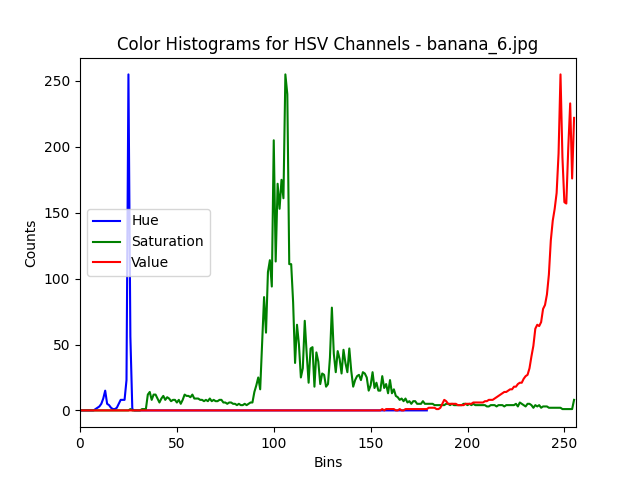 Color Histograms for HSV Channels - banana_6.jpg
250
200
150
100
50
0
Counts
Hue
Saturation
Value
0 50 100 150 200 250
Bins